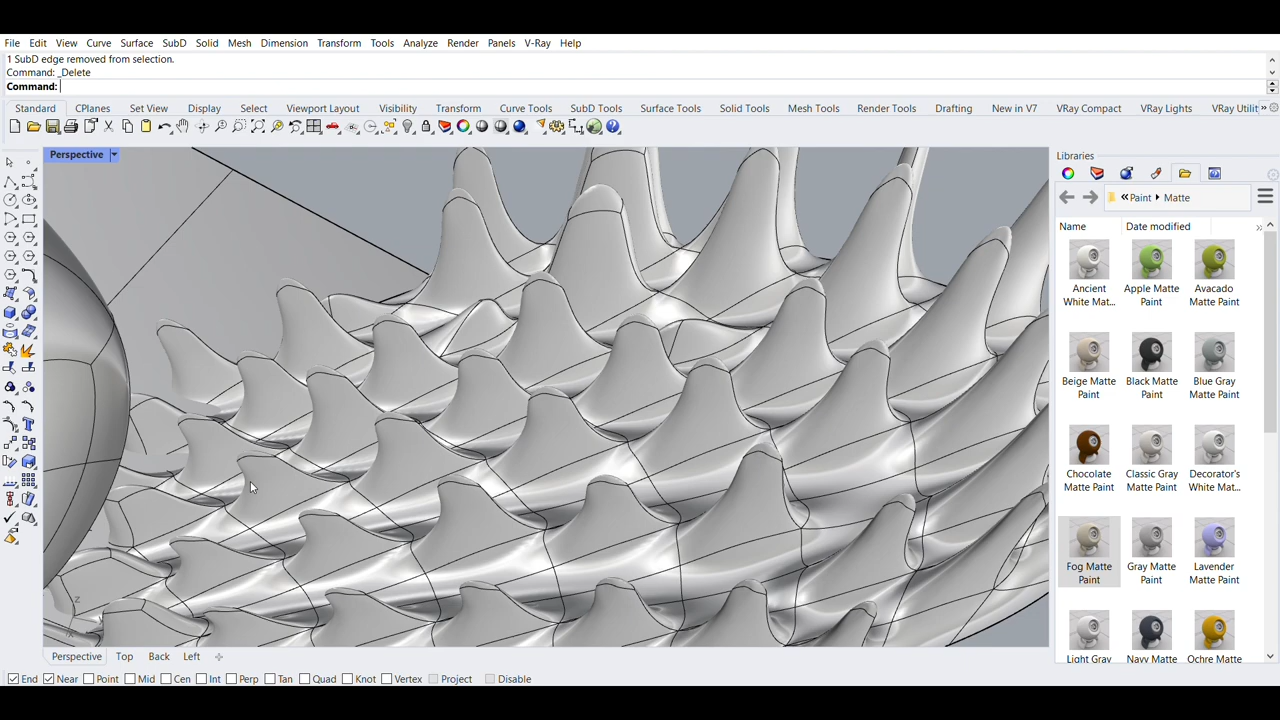 File Edit View Curve Surface SubD Solid Mesh Dimension Transform Tools Analyze Render Panels V-Ray Help
1 SubD edge removed from selection.
Command: _Delete
Command:
Standard CPlanes Set View Display Select Viewport Layout Visibility Transform Curve Tools SubD Tools Surface Tools Solid Tools Mesh Tools Render Tools Drafting New in V7 VRay Compact VRay Lights VRay Utilit »
Perspective
Libraries
«Paint Matte
Name Date modified »
Ancient White Mat...
Apple Matte Paint
Avacado Matte Paint
Beige Matte Paint
Black Matte Paint
Blue Gray Matte Paint
Chocolate Matte Paint
Classic Gray Matte Paint
Decorator's White Mat...
Fog Matte Paint
Gray Matte Paint
Lavender Matte Paint
Light Gray
Navy Matte
Ochre Matte
z
Perspective Top Back Left
End Near Point Mid Cen Int Perp Tan Quad Knot Vertex Project Disable